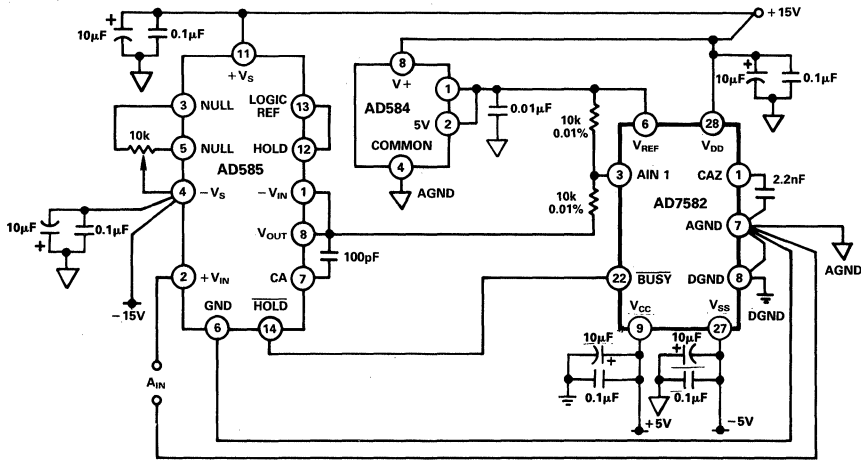 +15V
10µF
0.1µF
11
+VS
3
NULL
LOGIC REF
13
10k
5
NULL
HOLD
12
AD585
4
-VS
-VIN
1
10µF
0.1µF
VOUT
8
100pF
2
+VIN
CA
7
-15V
GND
HOLD
6
14
AIN
8
V+
1
AD584
5V
2
0.01µF
COMMON
4
AGND
10k
0.01%
10k
0.01%
10µF
0.1µF
6
28
VREF
VDD
3
AIN 1
CAZ
1
2.2nF
AD7582
AGND
7
AGND
22
BUSY
DGND
8
DGND
VCC
VSS
9
27
10µF
0.1µF
+5V
10µF
0.1µF
-5V